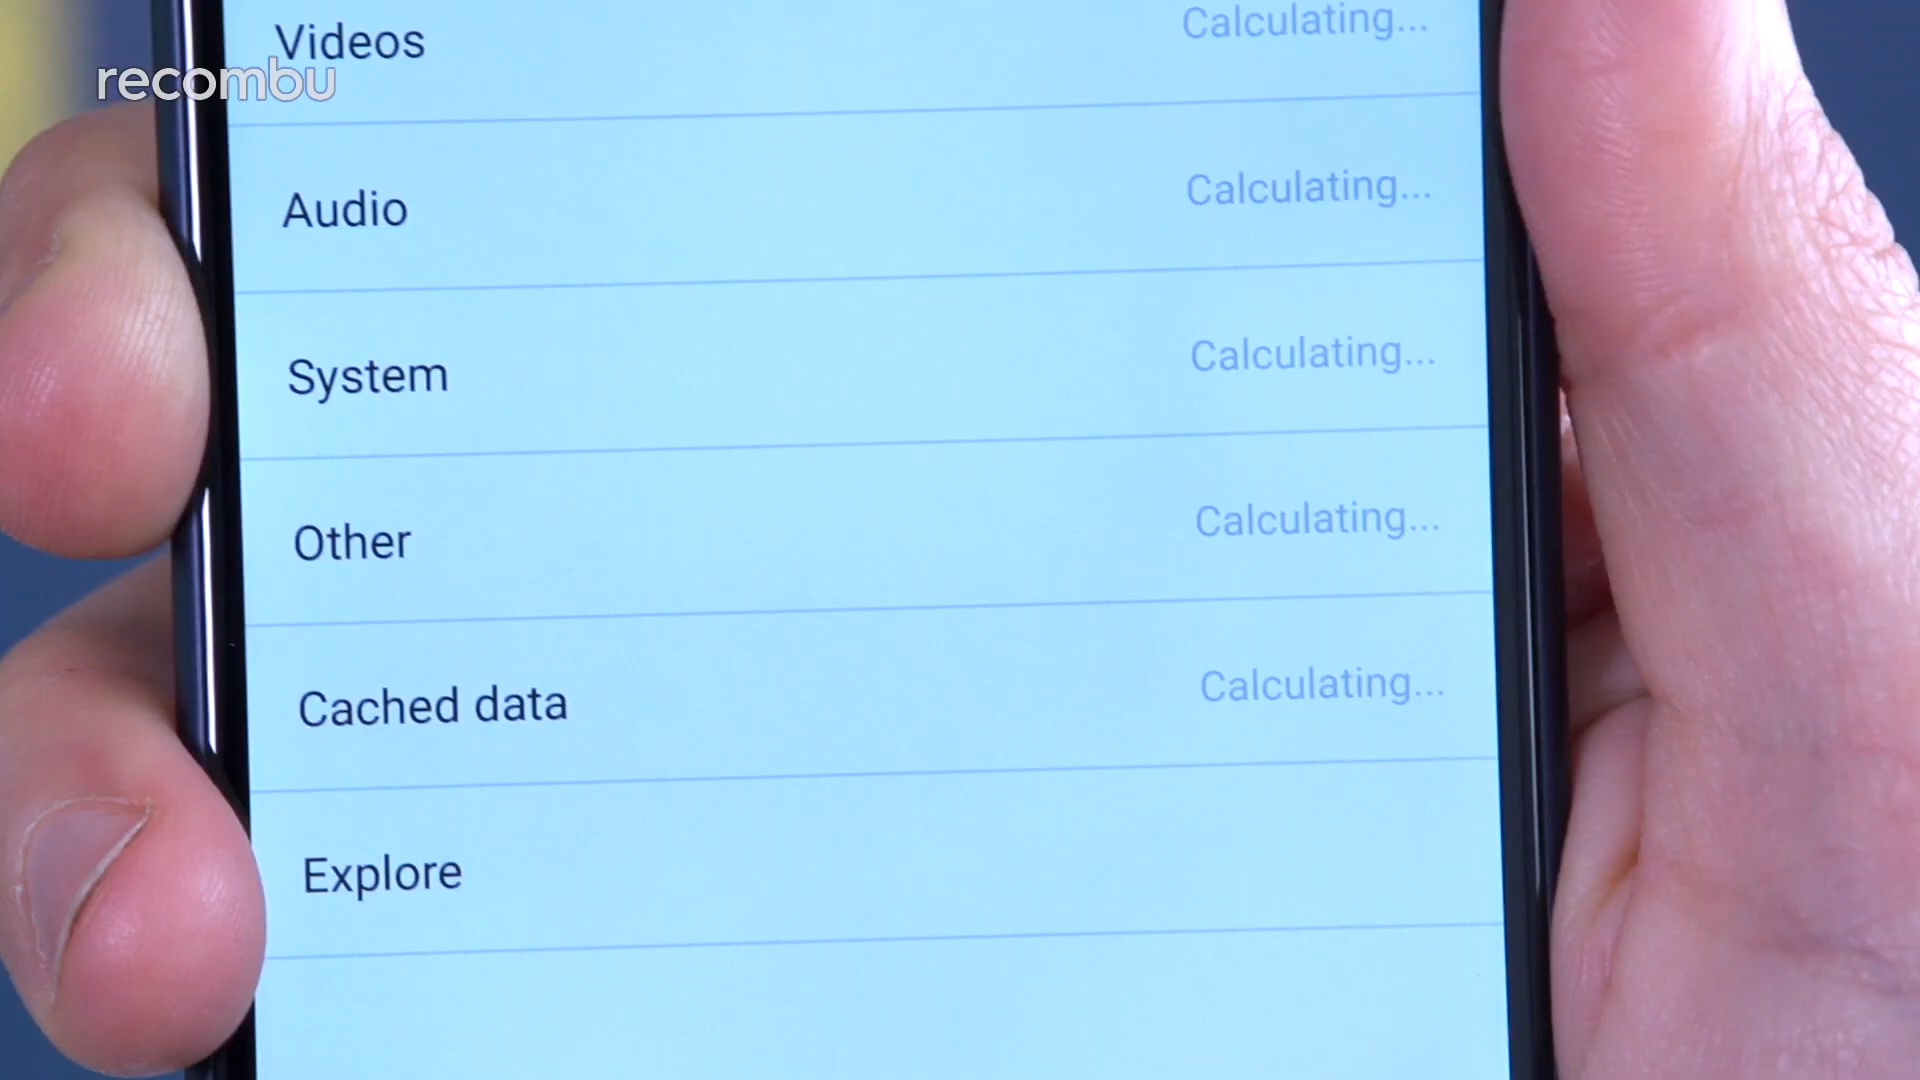 Videos Calculating...
recombu
Audio Calculating...
System Calculating...
Other Calculating...
Cached data Calculating...
Explore